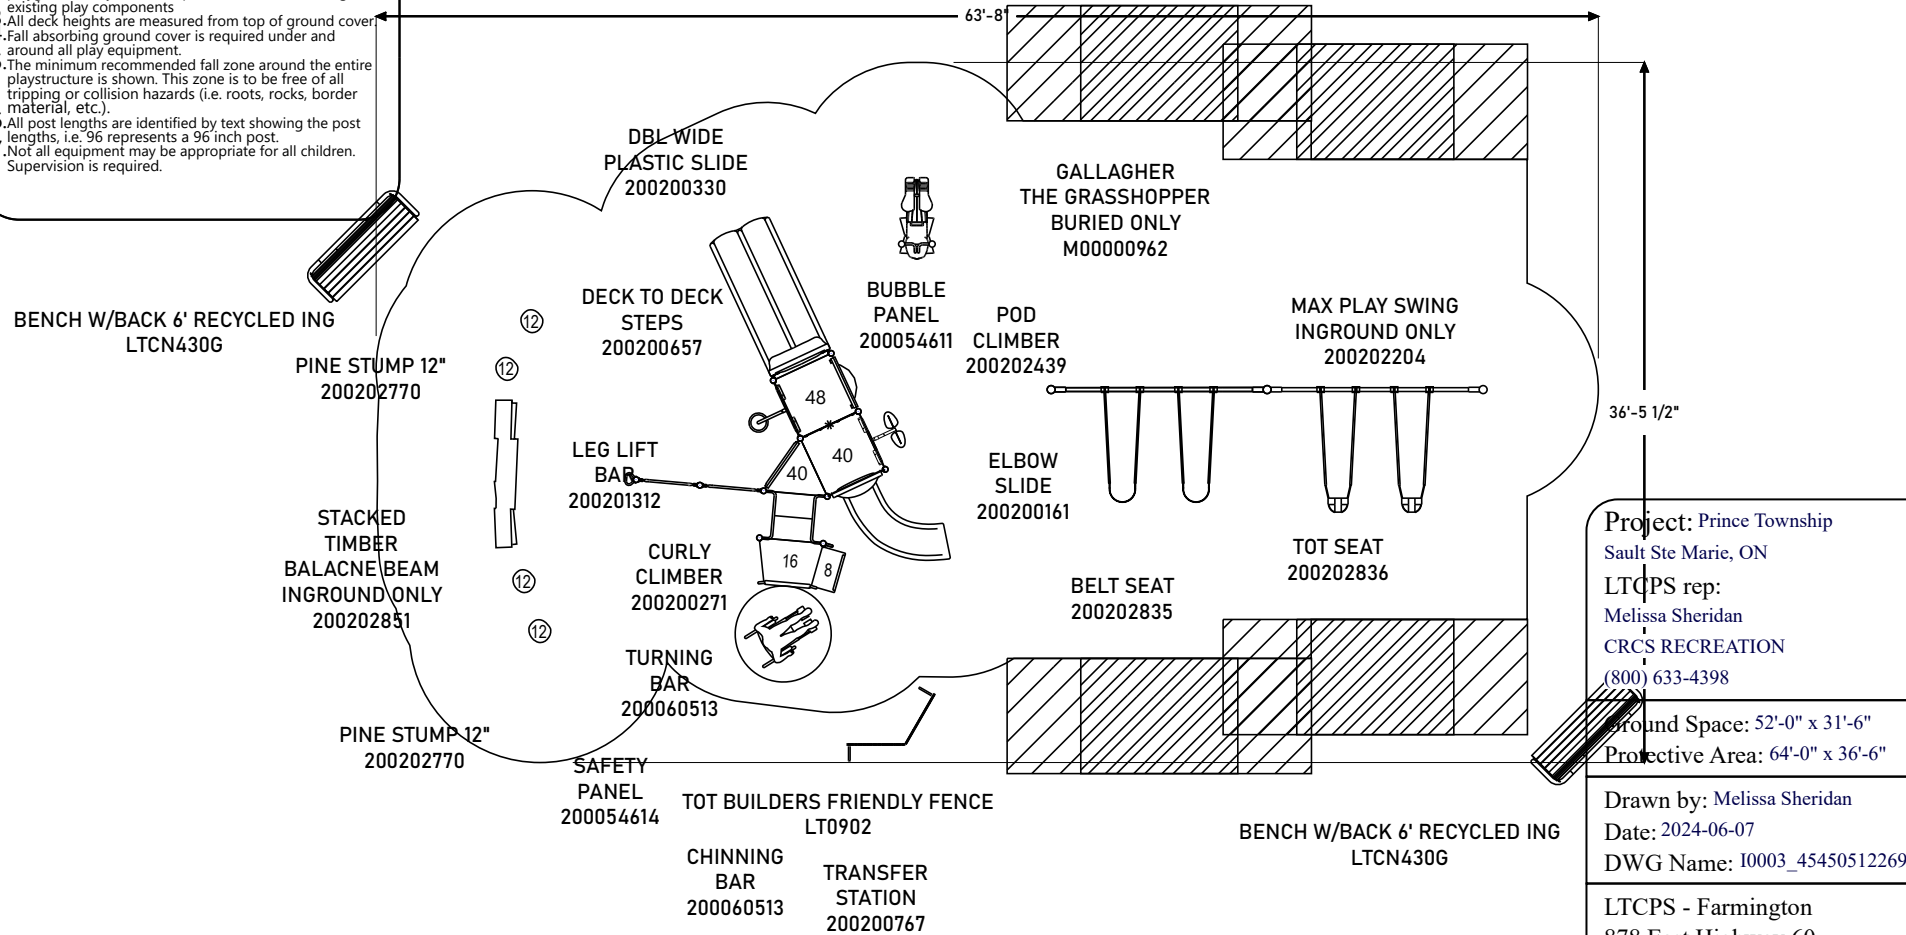 existing play components
All deck heights are measured from top of ground cover.
Fall absorbing ground cover is required under and
around all play equipment.
The minimum recommended fall zone around the entire
playstructure is shown. This zone is to be free of all
tripping or collision hazards (i.e. roots, rocks, border
material, etc.).
All post lengths are identified by text showing the post
lengths, i.e. 96 represents a 96 inch post.
Not all equipment may be appropriate for all children.
Supervision is required.
63'-8"
DBL WIDE
PLASTIC SLIDE
200200330
GALLAGHER
THE GRASSHOPPER
BURIED ONLY
M00000962
BENCH W/BACK 6' RECYCLED ING
LTCN430G
PINE STUMP 12"
200202770
12
12
DECK TO DECK
STEPS
200200657
BUBBLE
PANEL
200054611
POD
CLIMBER
200202439
MAX PLAY SWING
INGROUND ONLY
200202204
36'-5 1/2"
48
40
40
LEG LIFT
BAR
200201312
ELBOW
SLIDE
200200161
STACKED
TIMBER
BALACNE BEAM
INGROUND ONLY
200202851
12
12
CURLY
CLIMBER
200200271
16
8
BELT SEAT
200202835
TOT SEAT
200202836
TURNING
BAR
200060513
PINE STUMP 12"
200202770
SAFETY
PANEL
200054614
TOT BUILDERS FRIENDLY FENCE
LT0902
CHINNING
BAR
200060513
TRANSFER
STATION
200200767
BENCH W/BACK 6' RECYCLED ING
LTCN430G
Project: Prince Township
Sault Ste Marie, ON
LTCPS rep:
Melissa Sheridan
CRCS RECREATION
(800) 633-4398
Ground Space: 52'-0" x 31'-6"
Protective Area: 64'-0" x 36'-6"
Drawn by: Melissa Sheridan
Date: 2024-06-07
DWG Name: I0003_45450512269
LTCPS - Farmington